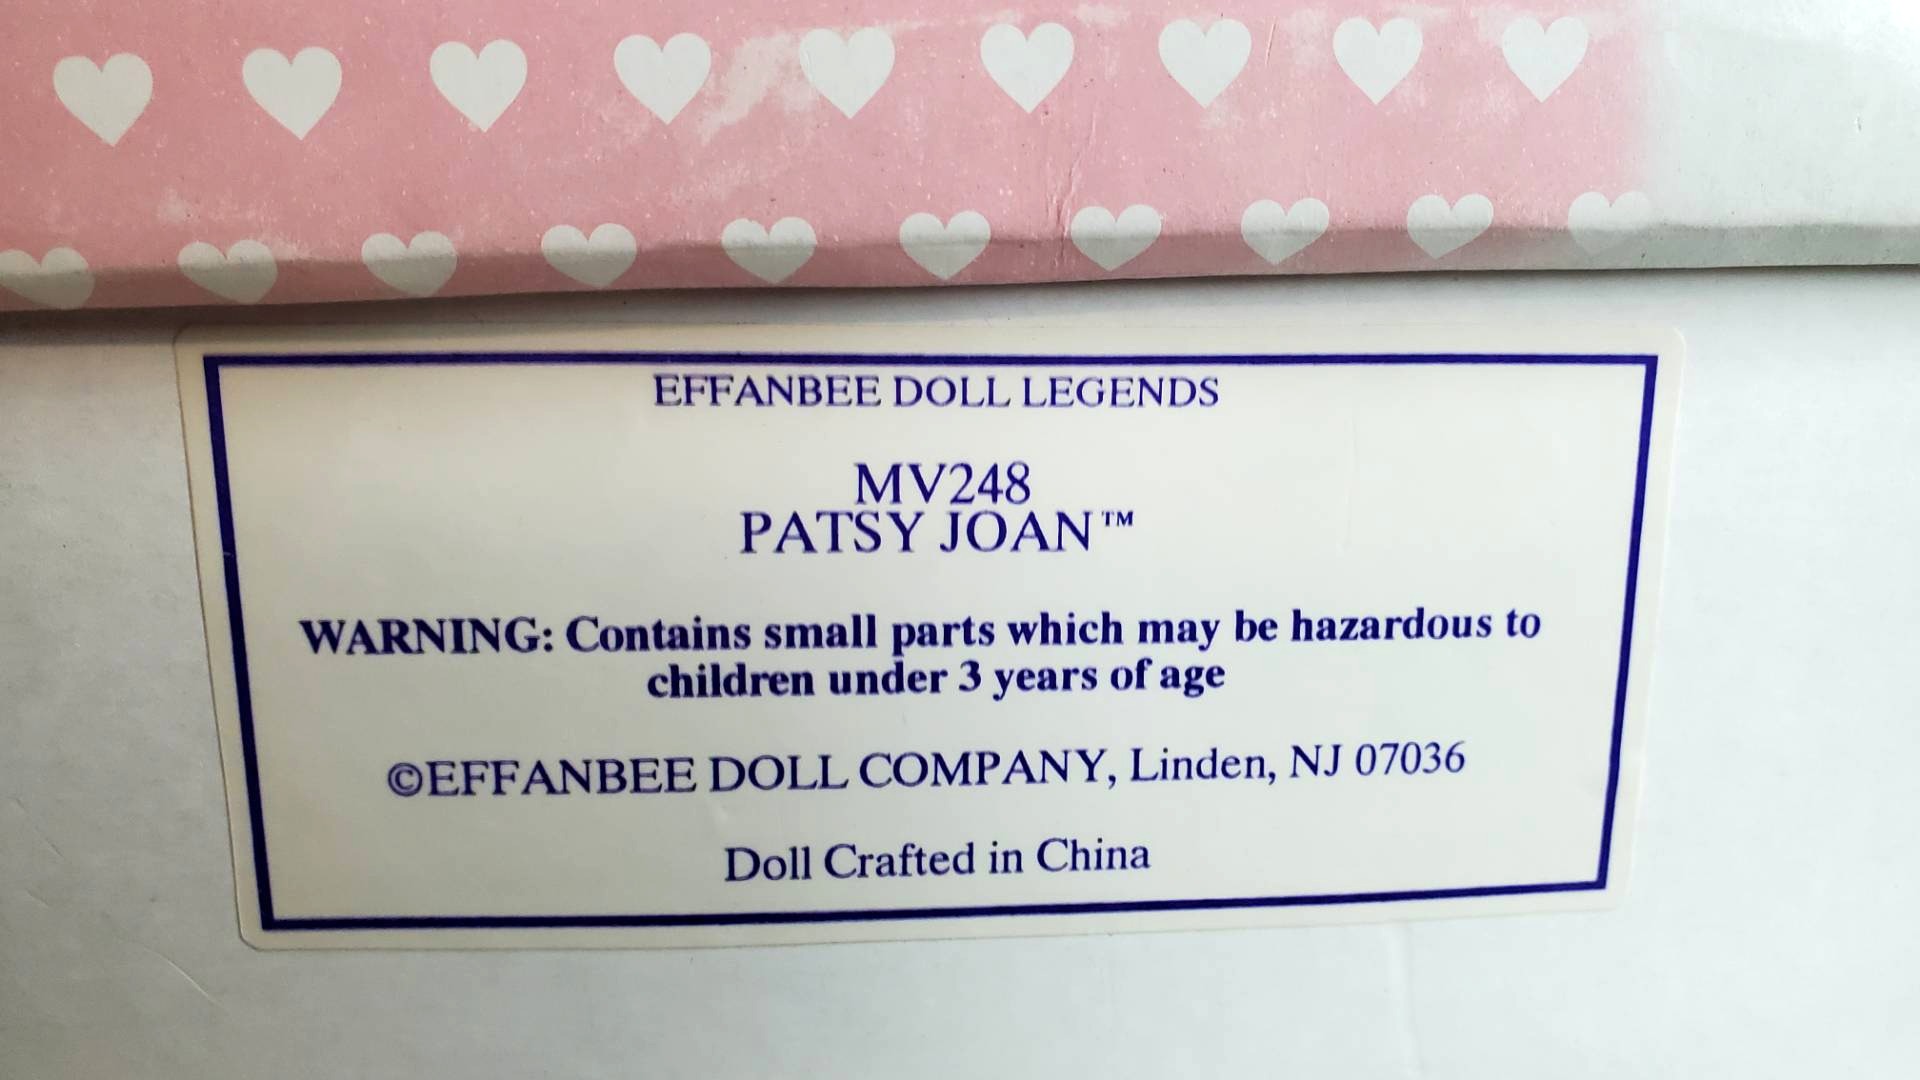 EFFANBEE DOLL LEGENDS
MV248
PATSY JOAN™
WARNING: Contains small parts which may be hazardous to
children under 3 years of age
©EFFANBEE DOLL COMPANY, Linden, NJ 07036
Doll Crafted in China